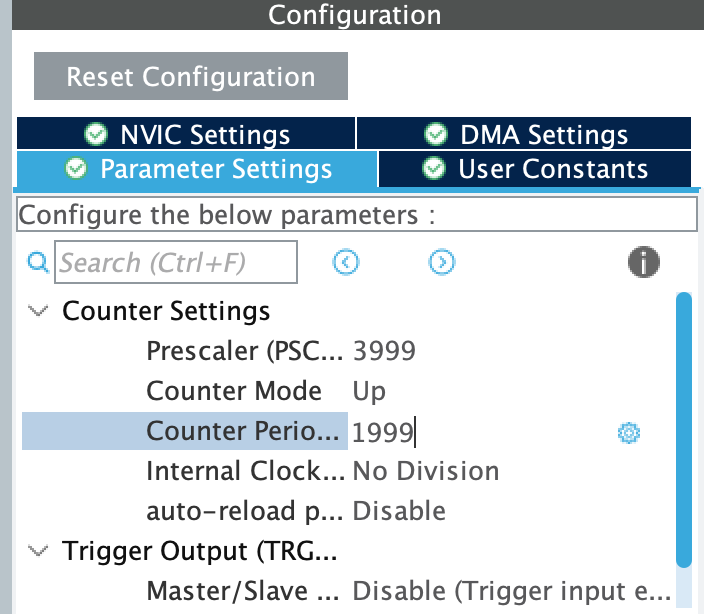 Configuration
Reset Configuration
NVIC Settings DMA Settings
Parameter Settings User Constants
Configure the below parameters :
Search (Ctrl+F)
Counter Settings
Prescaler (PSC... 3999
Counter Mode Up
Counter Perio... 1999
Internal Clock... No Division
auto-reload p... Disable
Trigger Output (TRG...
Master/Slave ... Disable (Trigger input e...